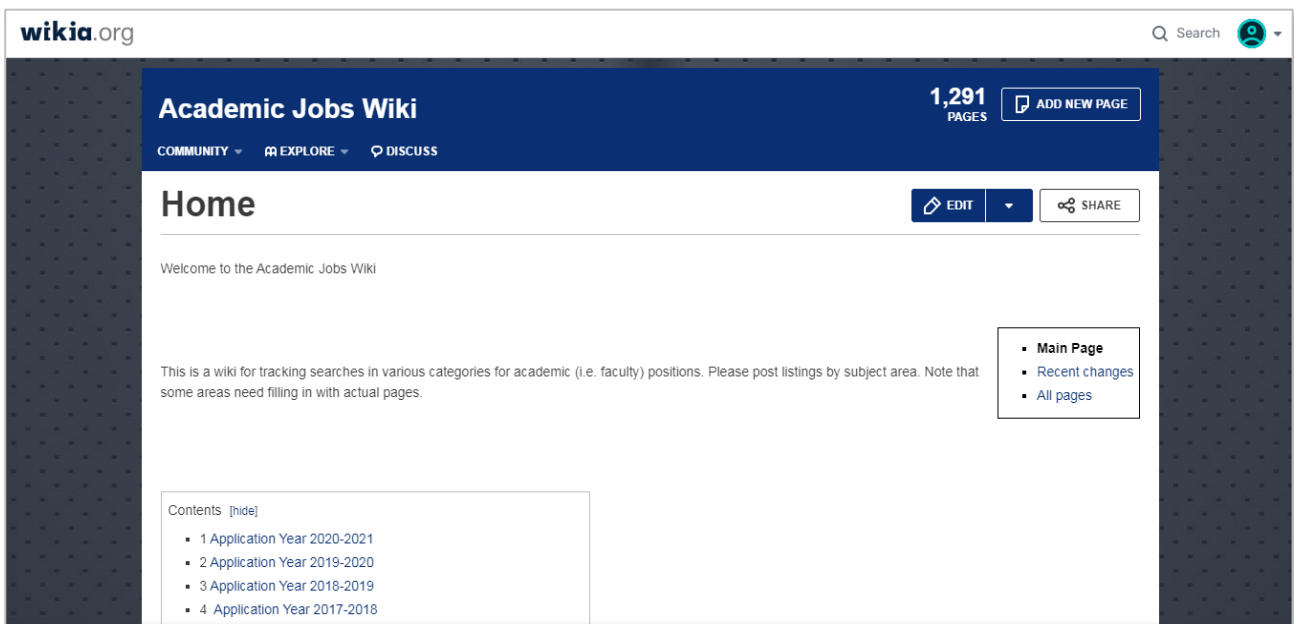 wikia.org
Search
Academic Jobs Wiki
1,291
PAGES
ADD NEW PAGE
COMMUNITY
EXPLORE
DISCUSS
Home
EDIT
SHARE
Welcome to the Academic Jobs Wiki
This is a wiki for tracking searches in various categories for academic (i.e. faculty) positions. Please post listings by subject area. Note that
some areas need filling in with actual pages.
Main Page
Recent changes
All pages
Contents [hide]
1 Application Year 2020-2021
2 Application Year 2019-2020
3 Application Year 2018-2019
4 Application Year 2017-2018